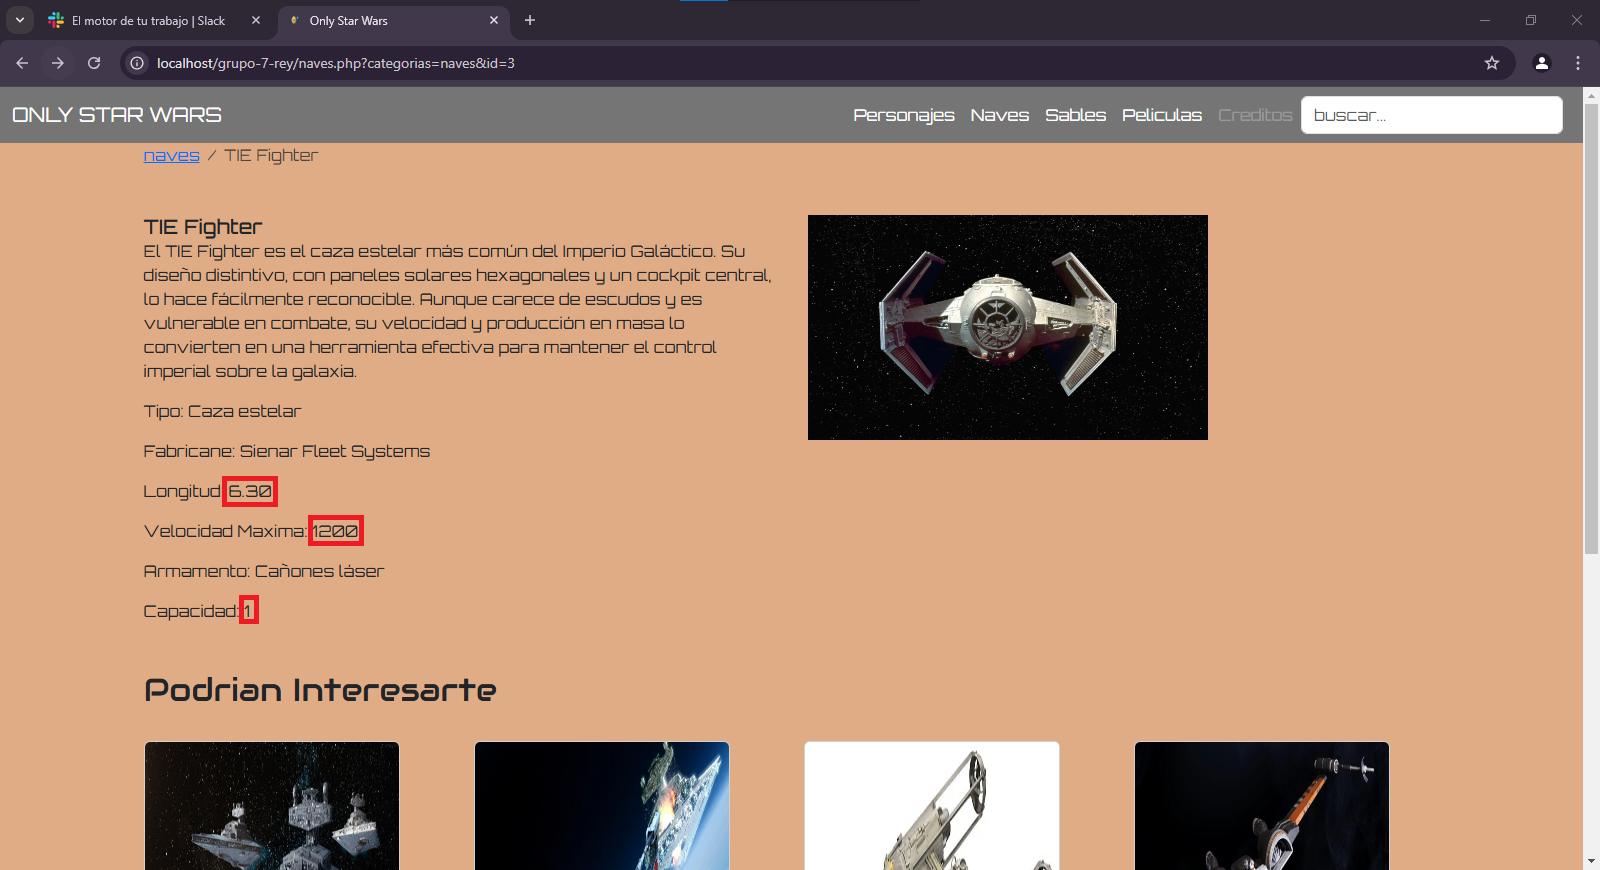 El motor de tu trabajo | Slack
Only Star Wars
localhost/grupo-7-rey/naves.php?categorias=naves&id=3
ONLY STAR WARS
Personajes Naves Sables Peliculas Creditos buscar...
naves / TIE Fighter
TIE Fighter
El TIE Fighter es el caza estelar más común del Imperio Galáctico. Su
diseño distintivo, con paneles solares hexagonales y un cockpit central,
lo hace fácilmente reconocible. Aunque carece de escudos y es
vulnerable en combate, su velocidad y producción en masa lo
convierten en una herramienta efectiva para mantener el control
imperial sobre la galaxia.
Tipo: Caza estelar
Fabricane: Sienar Fleet Systems
Longitud: 6.30
Velocidad Maxima: 1200
Armamento: Cañones láser
Capacidad: 1
Podrian Interesarte